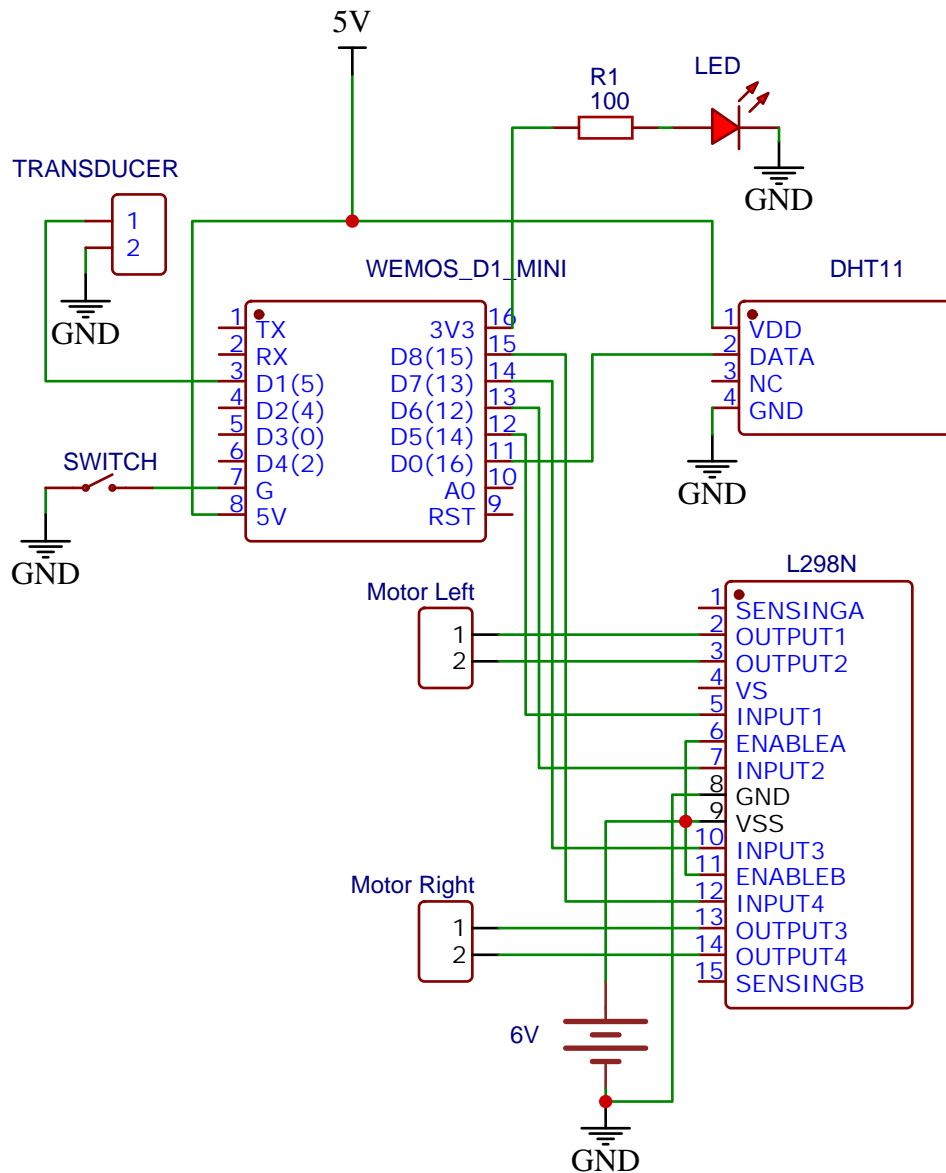 5V
LED
R1
100
GND
TRANSDUCER
1
2
GND
WEMOS_D1_MINI
1 TX
2 RX
3 D1(5)
4 D2(4)
5 D3(0)
6 D4(2)
7 G
8 5V
3V3 16
D8(15) 15
D7(13) 14
D6(12) 13
D5(14) 12
D0(16) 11
A0 10
RST 9
DHT11
1 VDD
2 DATA
3 NC
4 GND
GND
SWITCH
GND
L298N
1 SENSINGA
2 OUTPUT1
3 OUTPUT2
4 VS
5 INPUT1
6 ENABLEA
7 INPUT2
8 GND
9 VSS
10 INPUT3
11 ENABLEB
12 INPUT4
13 OUTPUT3
14 OUTPUT4
15 SENSINGB
Motor Left
1
2
Motor Right
1
2
6V
GND